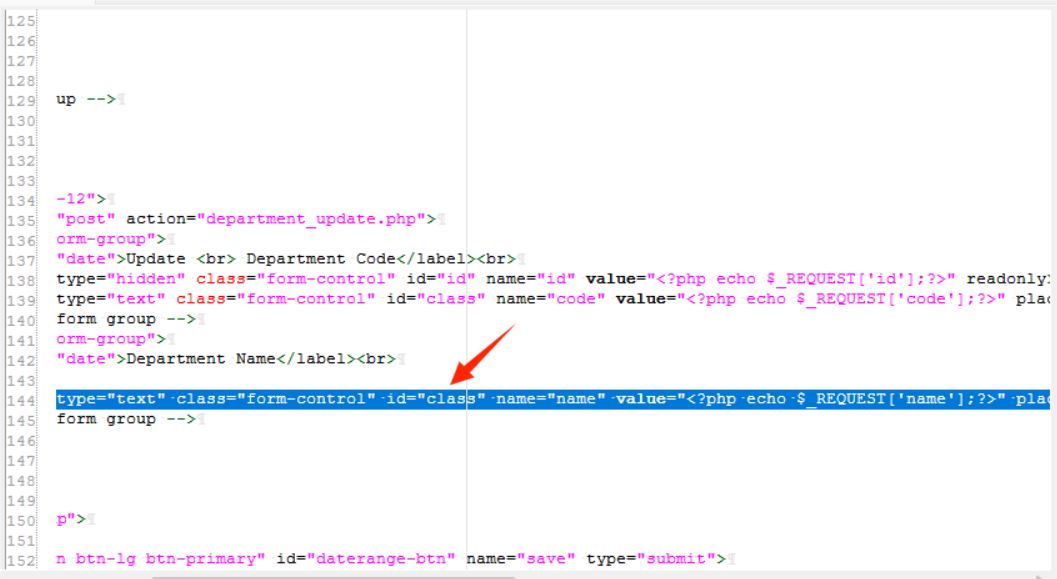 125
126
127
128
129 up -->¶
130
131
132
133
134 -12">¶
135 "post" action="department_update.php">¶
136 orm-group">¶
137 "date">Update <br> Department Code</label><br>¶
138 type="hidden" class="form-control" id="id" name="id" value="<?php echo $_REQUEST['id'];?>" readonly
139 type="text" class="form-control" id="class" name="code" value="<?php echo $_REQUEST['code'];?>" plac
140 form group -->¶
141 orm-group">¶
142 "date">Department Name</label><br>¶
143
144 type="text" class="form-control" id="class" name="name" value="<?php echo $_REQUEST['name'];?>" plac
145 form group -->¶
146
147
148
149
150 p">¶
151
152 n btn-lg btn-primary" id="daterange-btn" name="save" type="submit">¶